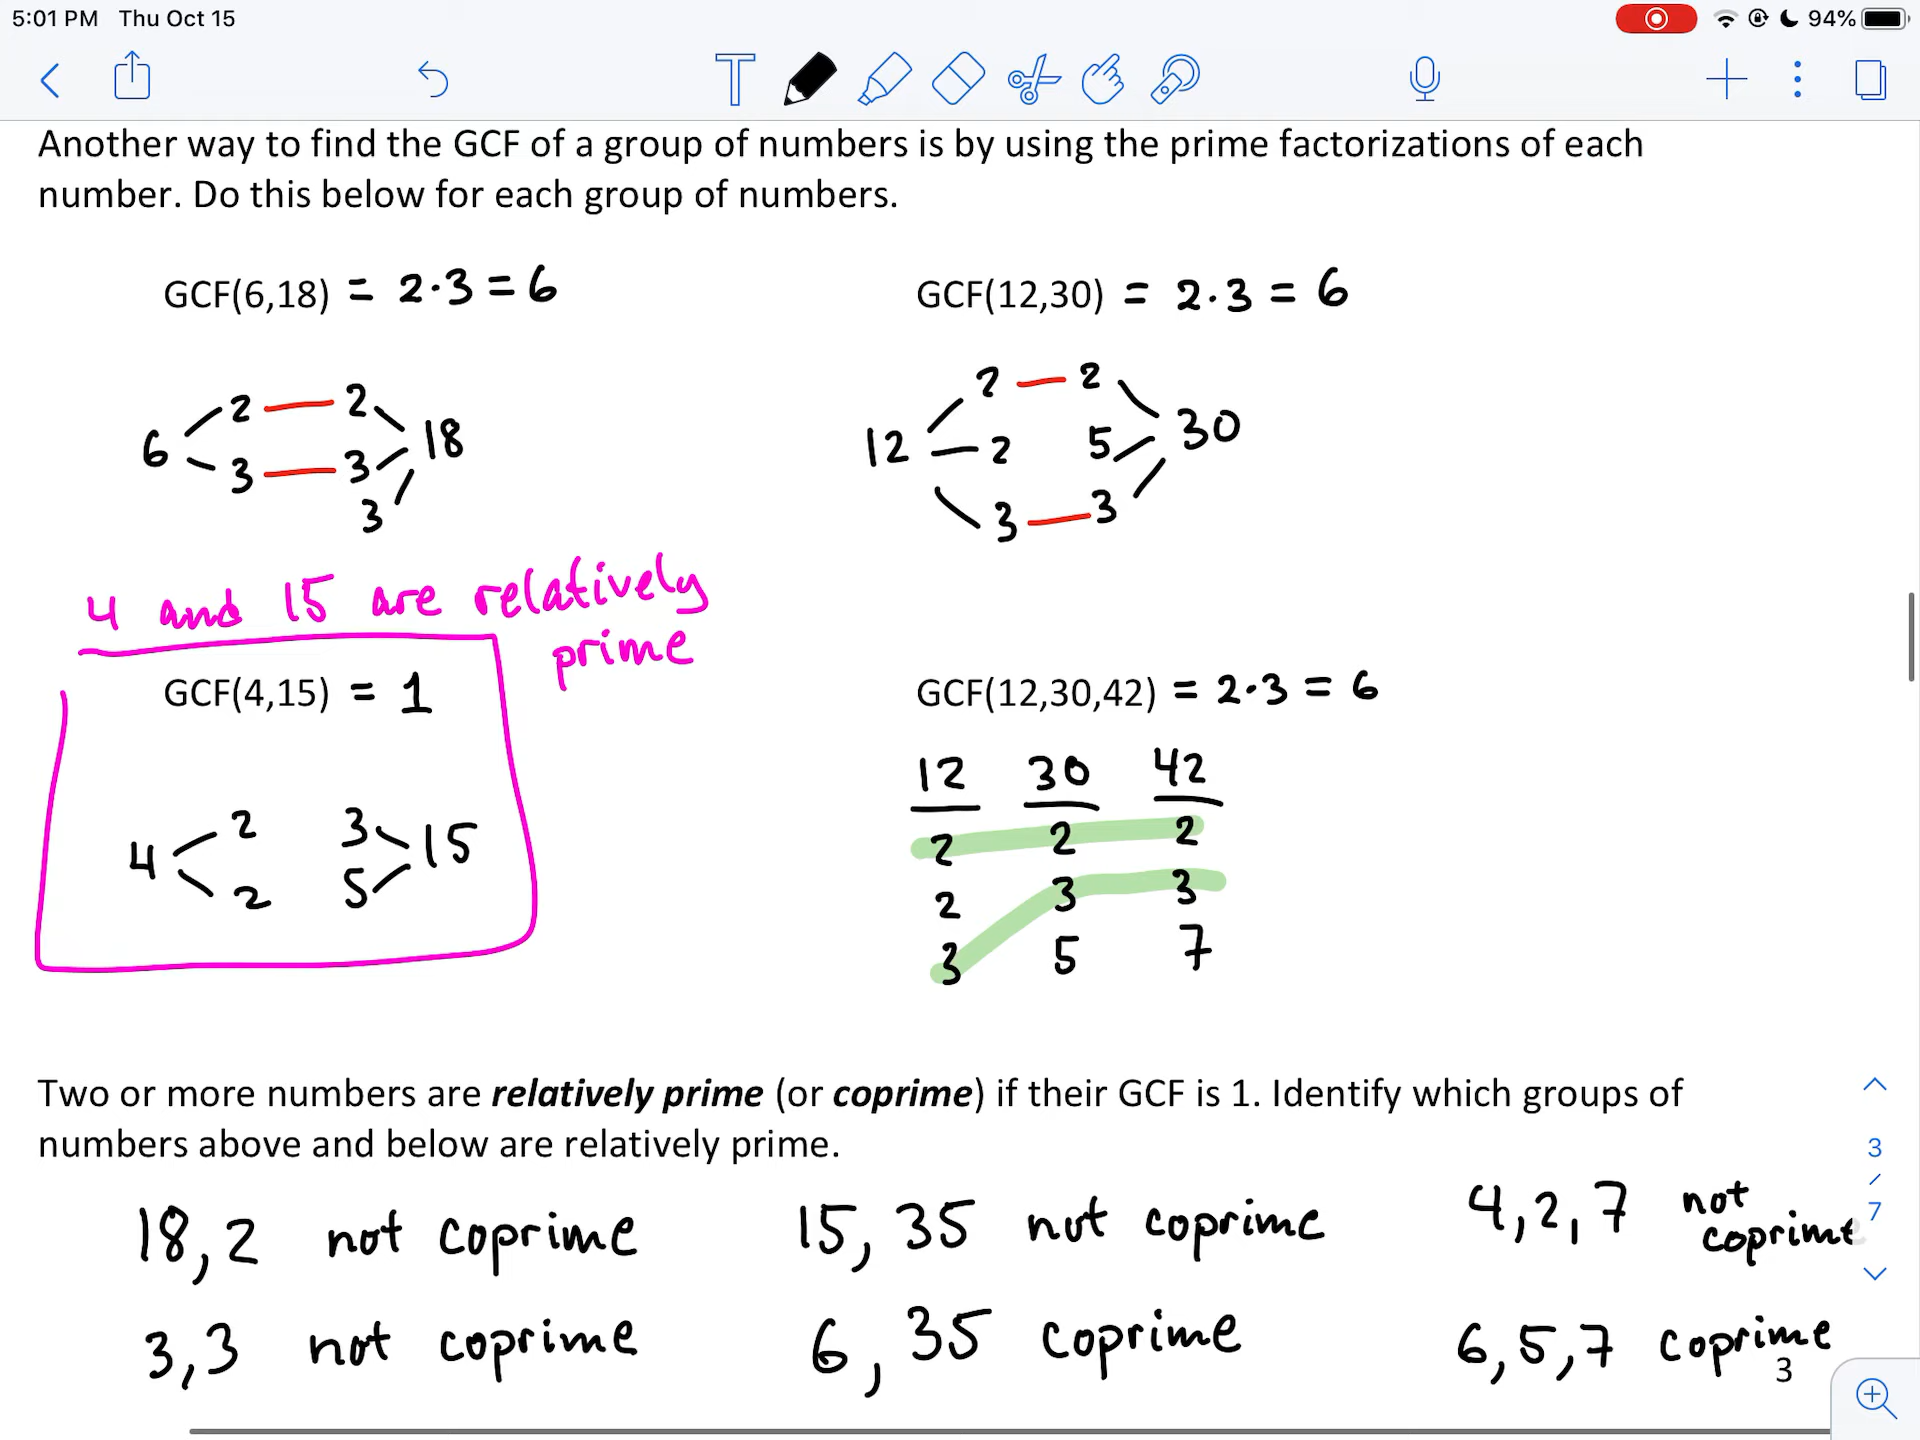 5:01 PM Thu Oct 15
94%
Another way to find the GCF of a group of numbers is by using the prime factorizations of each
number. Do this below for each group of numbers.
GCF(6,18) = 2·3 = 6
6 2 2 18
3 3
3
GCF(12,30) = 2·3 = 6
12 2 2 30
2 5
3 3
4 and 15 are relatively
prime
GCF(4,15) = 1
4 2 3 15
2 5
GCF(12,30,42) = 2·3 = 6
12 30 42
2 2 2
2 3 3
3 5 7
Two or more numbers are relatively prime (or coprime) if their GCF is 1. Identify which groups of
numbers above and below are relatively prime.
18, 2 not coprime
15, 35 not coprime
4, 2, 7 not
coprime
3, 3 not coprime
6, 35 coprime
6, 5, 7 coprime
3
3
/
7